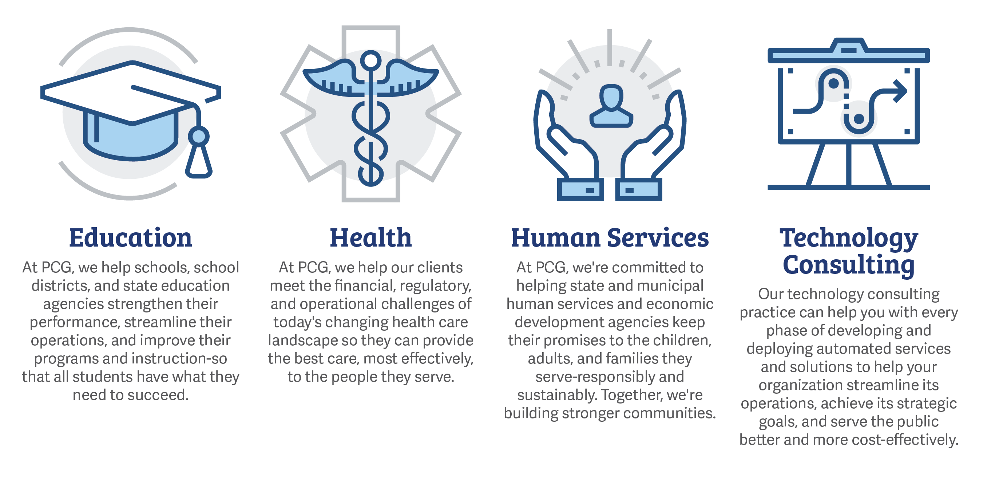 Education
At PCG, we help schools, school
districts, and state education
agencies strengthen their
performance, streamline their
operations, and improve their
programs and instruction-so
that all students have what they
need to succeed.
Health
At PCG, we help our clients
meet the financial, regulatory,
and operational challenges of
today's changing health care
landscape so they can provide
the best care, most effectively,
to the people they serve.
Human Services
At PCG, we're committed to
helping state and municipal
human services and economic
development agencies keep
their promises to the children,
adults, and families they
serve-responsibly and
sustainably. Together, we're
building stronger communities.
Technology
Consulting
Our technology consulting
practice can help you with every
phase of developing and
deploying automated services
and solutions to help your
organization streamline its
operations, achieve its strategic
goals, and serve the public
better and more cost-effectively.